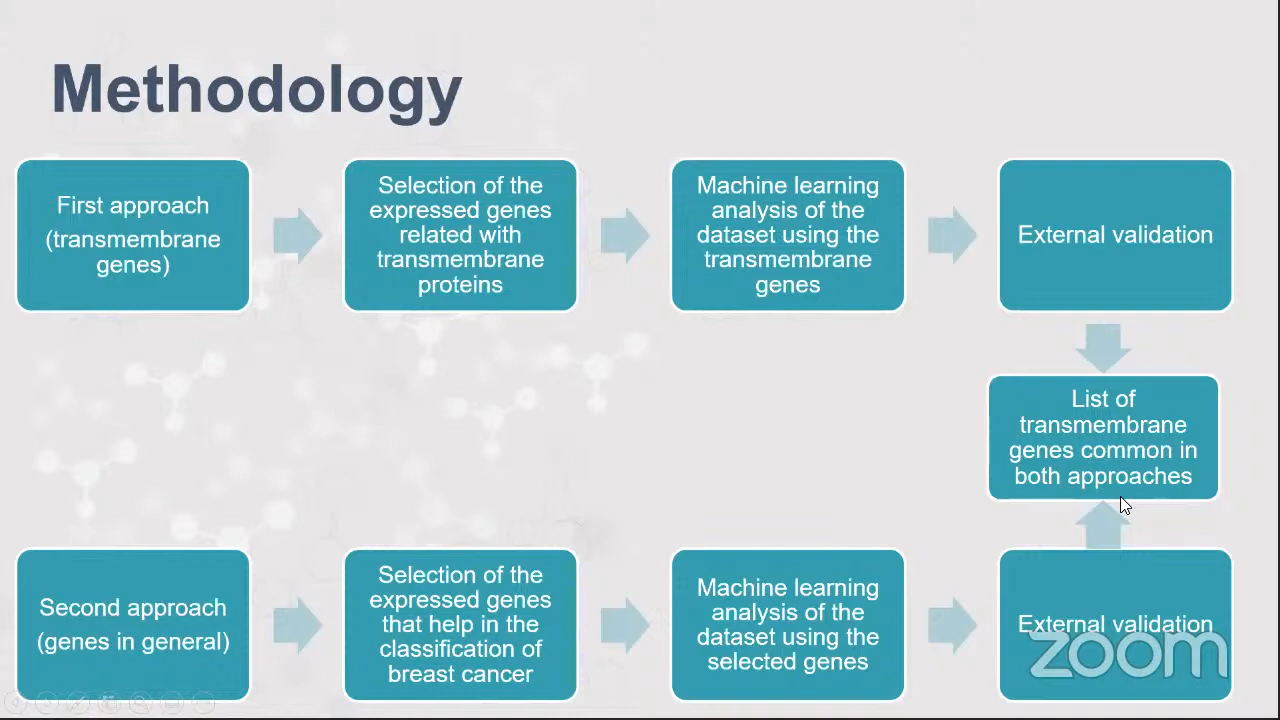 Methodology
First approach
(transmembrane
genes)
Selection of the
expressed genes
related with
transmembrane
proteins
Machine learning
analysis of the
dataset using the
transmembrane
genes
External validation
List of
transmembrane
genes common in
both approaches
Second approach
(genes in general)
Selection of the
expressed genes
that help in the
classification of
breast cancer
Machine learning
analysis of the
dataset using the
selected genes
External validation
zoom